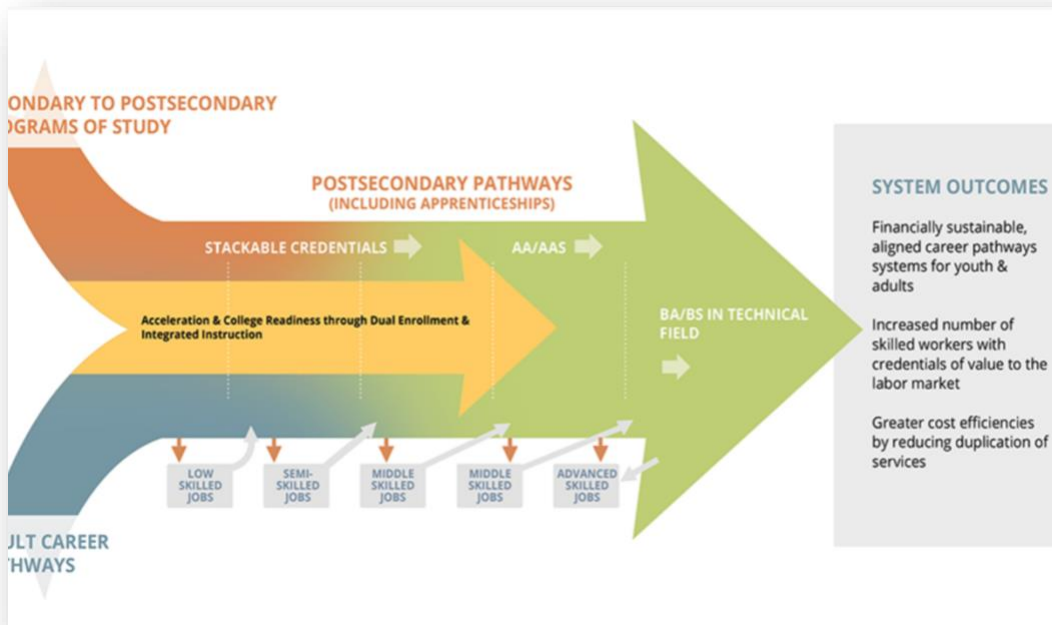 ONDARY TO POSTSECONDARY
OGRAMS OF STUDY
POSTSECONDARY PATHWAYS
(INCLUDING APPRENTICESHIPS)
STACKABLE CREDENTIALS
AA/AAS
Acceleration & College Readiness through Dual Enrollment &
Integrated Instruction
BA/BS IN TECHNICAL
FIELD
LOW
SKILLED
JOBS
SEMI-
SKILLED
JOBS
MIDDLE
SKILLED
JOBS
MIDDLE
SKILLED
JOBS
ADVANCED
SKILLED
JOBS
ULT CAREER
THWAYS
SYSTEM OUTCOMES
Financially sustainable,
aligned career pathways
systems for youth &
adults
Increased number of
skilled workers with
credentials of value to the
labor market
Greater cost efficiencies
by reducing duplication of
services